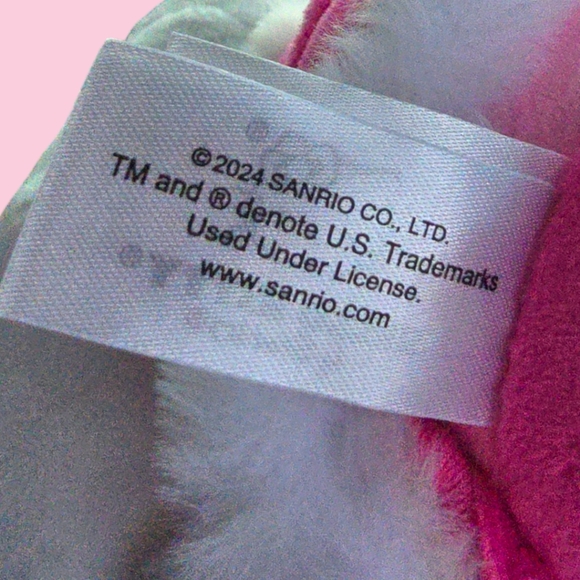 © 2024 SANRIO CO., LTD.
TM and ® denote U.S. Trademarks
Used Under License.
www.sanrio.com